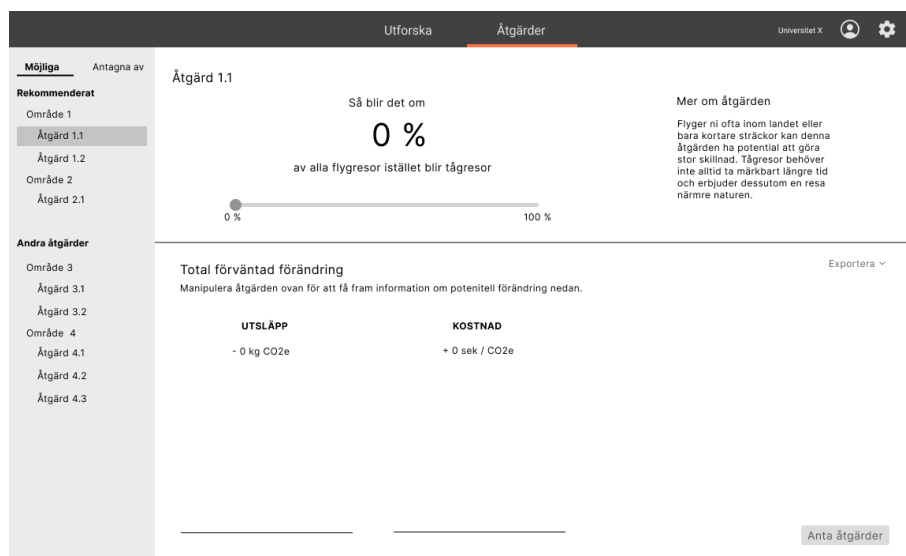 Utforska
Åtgärder
Universitet X
Möjliga
Antagna av
Rekommenderat
Område 1
Åtgärd 1.1
Åtgärd 1.2
Område 2
Åtgärd 2.1
Andra åtgärder
Område 3
Åtgärd 3.1
Åtgärd 3.2
Område 4
Åtgärd 4.1
Åtgärd 4.2
Åtgärd 4.3
Åtgärd 1.1
Så blir det om
0 %
av alla flygresor istället blir tågresor
0 %
100 %
Mer om åtgärden
Flyger ni ofta inom landet eller
bara kortare sträckor kan denna
åtgärden ha potential att göra
stor skillnad. Tågresor behöver
inte alltid ta märkbart längre tid
och erbjuder dessutom en resa
närmre naturen.
Exportera
Total förväntad förändring
Manipulera åtgärden ovan för att få fram information om potenitell förändring nedan.
UTSLÄPP
KOSTNAD
- 0 kg CO2e
+ 0 sek / CO2e
Anta åtgärder